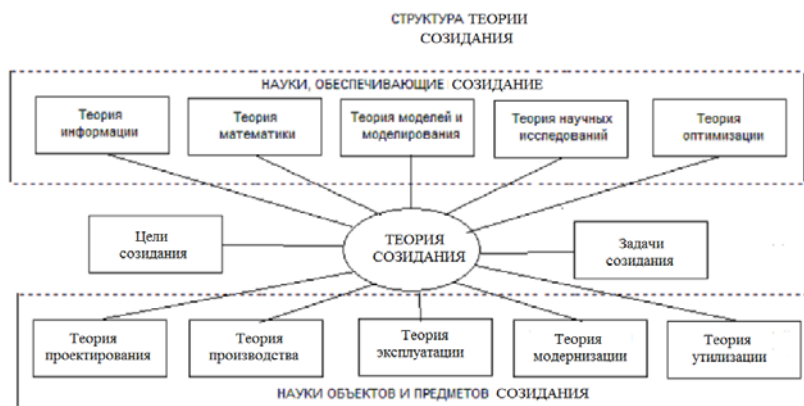 СТРУКТУРА ТЕОРИИ
СОЗИДАНИЯ
НАУКИ, ОБЕСПЕЧИВАЮЩИЕ СОЗИДАНИЕ
Теория
информации
Теория
математики
Теория моделей и
моделирования
Теория научных
исследований
Теория
оптимизации
Цели
созидания
ТЕОРИЯ
СОЗИДАНИЯ
Задачи
созидания
Теория
проектирования
Теория
производства
Теория
эксплуатации
Теория
модернизации
Теория
утилизации
НАУКИ ОБЪЕКТОВ И ПРЕДМЕТОВ СОЗИДАНИЯ